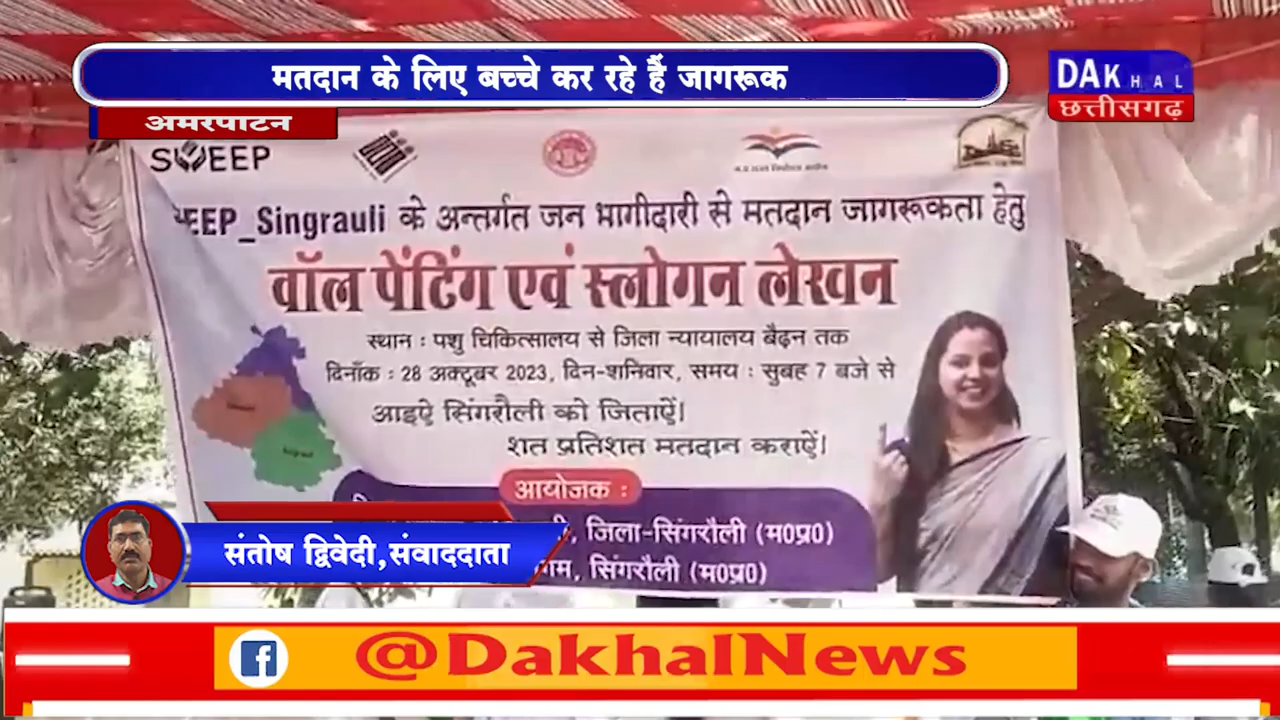 मतदान के लिए बच्चे कर रहे हैं जागरूक
DAKHAL
छत्तीसगढ़
अमरपाटन
SWEEP
EEP_Singrauli के अन्तर्गत जन भागीदारी से मतदान जागरूकता हेतु
वॉल पेंटिंग एवं स्लोगन लेखन
स्थान : पशु चिकित्सालय से जिला न्यायालय बैढ़न तक
दिनाँक : 28 अक्टूबर 2023, दिन-शनिवार, समय : सुबह 7 बजे से
आइऐ सिंगरौली को जिताऐं।
शत प्रतिशत मतदान कराऐं।
आयोजक :
, जिला-सिंगरौली (म0प्र0)
सिंगरौली (म0प्र0)
संतोष द्विवेदी,संवाददाता
@DakhalNews